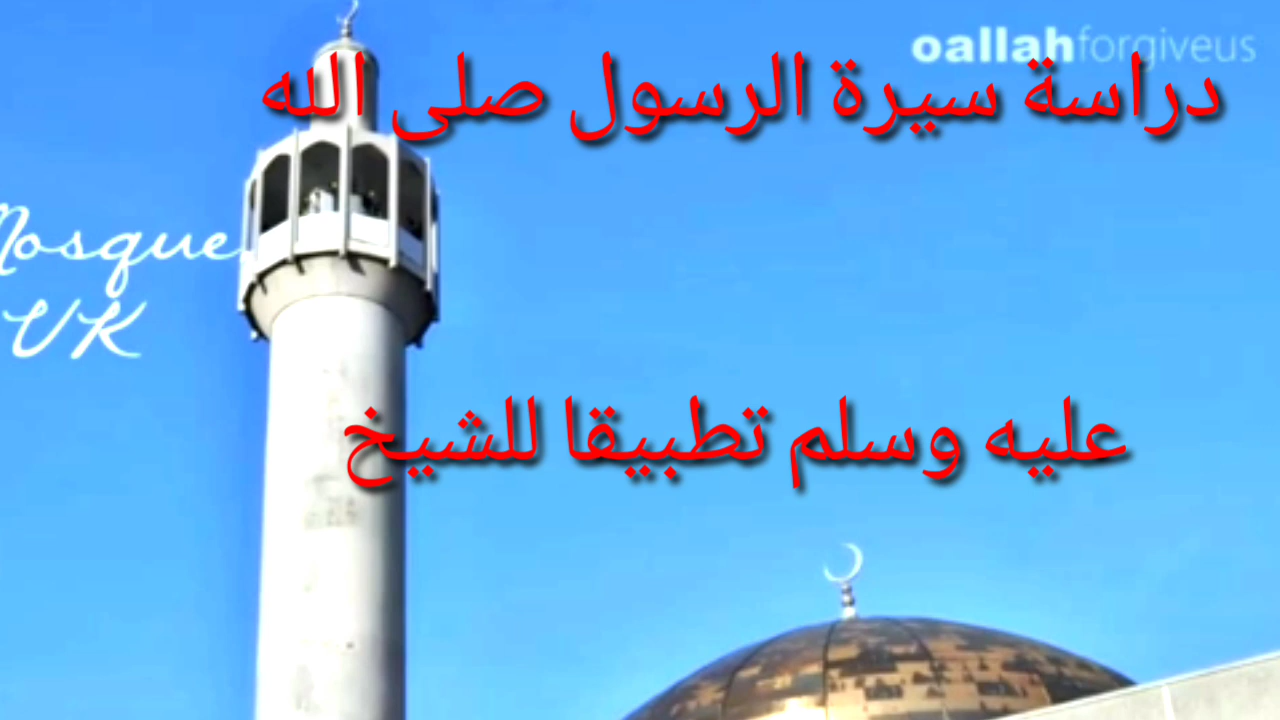 oallahforgiveus
دراسة سيرة الرسول صلى الله
Mosque
UK
عليه وسلم تطبيقا للشيخ